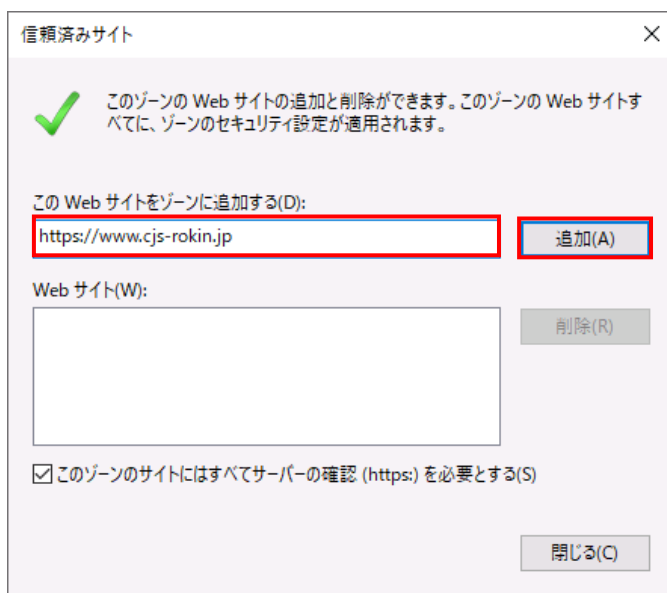 信頼済みサイト
このゾーンの Web サイトの追加と削除ができます。このゾーンの Web サイトす
べてに、ゾーンのセキュリティ設定が適用されます。
この Web サイトをゾーンに追加する(D):
https://www.cjs-rokin.jp
追加(A)
Web サイト(W):
削除(R)
このゾーンのサイトにはすべてサーバーの確認 (https:) を必要とする(S)
閉じる(C)